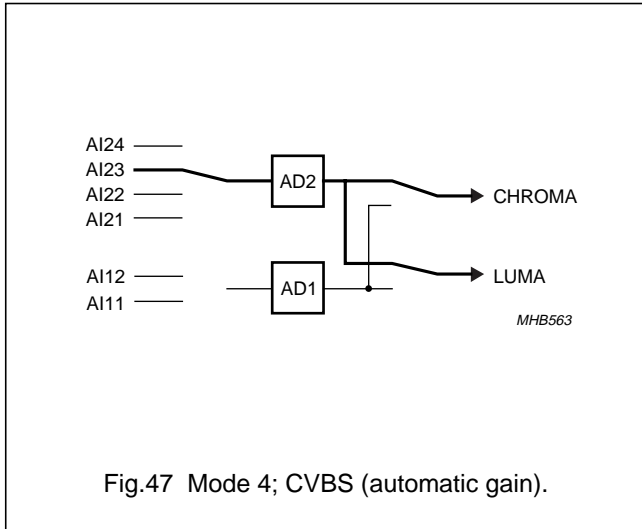 AI24
AI23
AI22
AI21
AD2
CHROMA
AI12
AI11
AD1
LUMA
MHB563
Fig.47 Mode 4; CVBS (automatic gain).